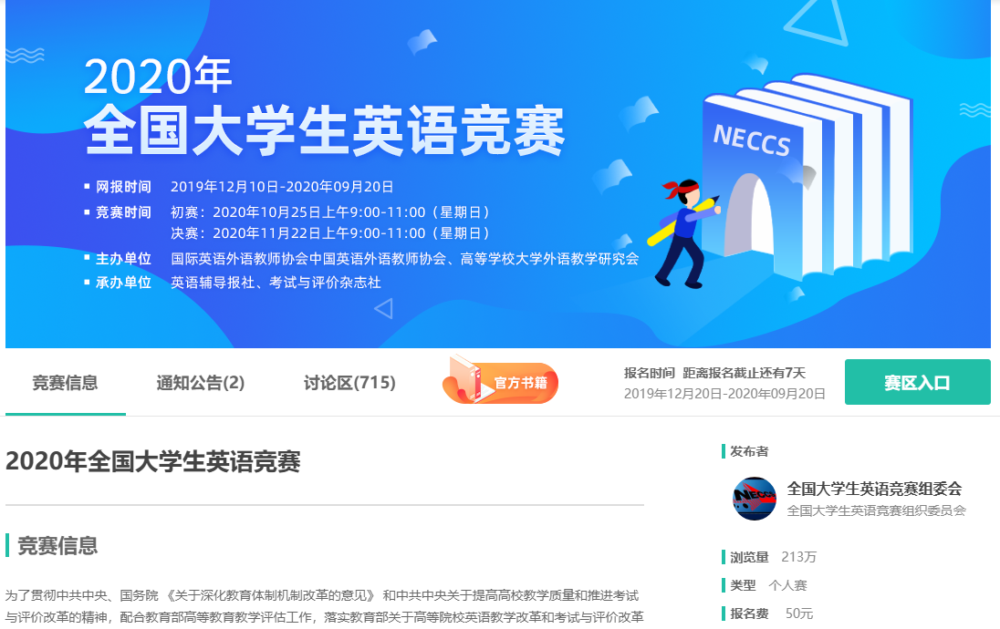 2020年
全国大学生英语竞赛
网报时间 2019年12月10日-2020年09月20日
竞赛时间 初赛：2020年10月25日上午9:00-11:00（星期日）
决赛：2020年11月22日上午9:00-11:00（星期日）
主办单位 国际英语外语教师协会中国英语外语教师协会、高等学校大学外语教学研究会
承办单位 英语辅导报社、考试与评价杂志社
NECCS
竞赛信息 通知公告(2) 讨论区(715) 官方书籍
报名时间 距离报名截止还有7天
2019年12月20日-2020年09月20日
赛区入口
2020年全国大学生英语竞赛
竞赛信息
为了贯彻中共中央、国务院 《关于深化教育体制机制改革的意见》 和中共中央关于提高高校教学质量和推进考试
与评价改革的精神，配合教育部高等教育教学评估工作，落实教育部关于高等院校英语教学改革和考试与评价改革
发布者
NECCS
全国大学生英语竞赛组委会
全国大学生英语竞赛组织委员会
浏览量 213万
类型 个人赛
报名费 50元